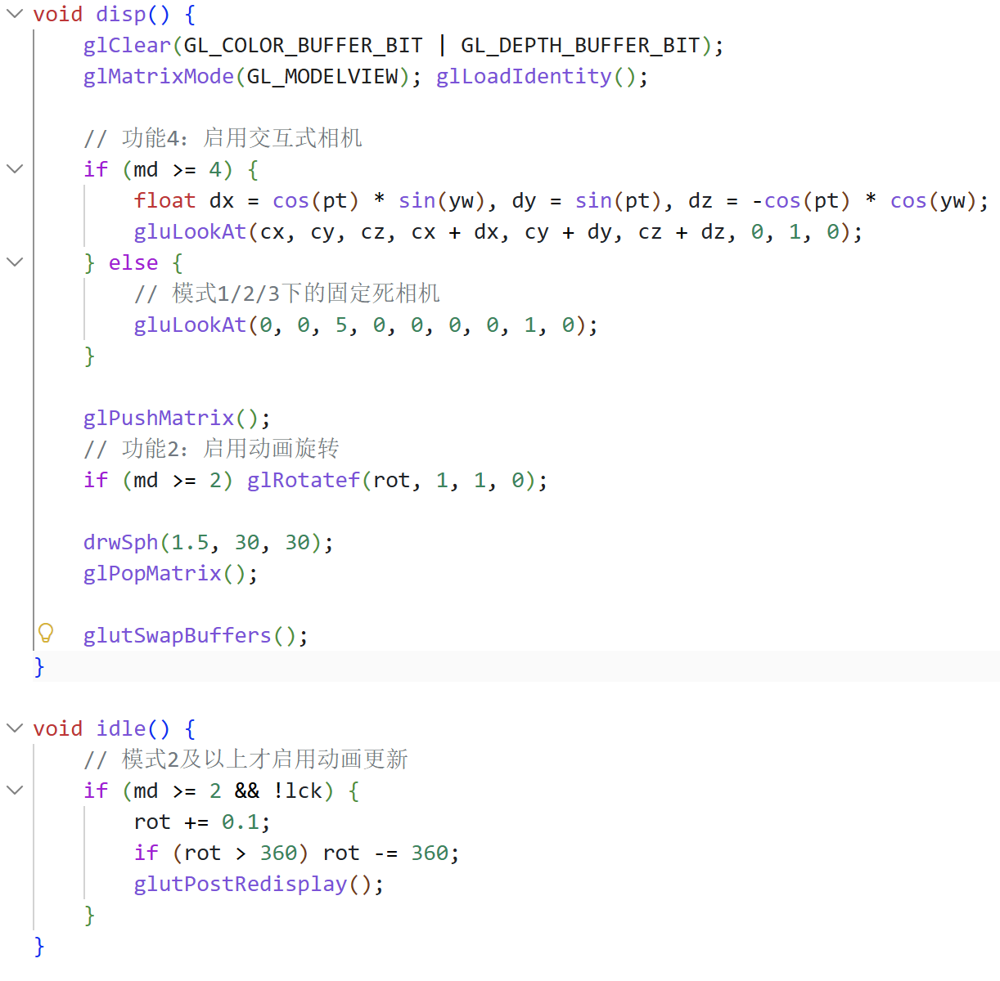 void disp() {
    glClear(GL_COLOR_BUFFER_BIT | GL_DEPTH_BUFFER_BIT);
    glMatrixMode(GL_MODELVIEW); glLoadIdentity();

    // 功能4：启用交互式相机
    if (md >= 4) {
        float dx = cos(pt) * sin(yw), dy = sin(pt), dz = -cos(pt) * cos(yw);
        gluLookAt(cx, cy, cz, cx + dx, cy + dy, cz + dz, 0, 1, 0);
    } else {
        // 模式1/2/3下的固定死相机
        gluLookAt(0, 0, 5, 0, 0, 0, 0, 1, 0);
    }

    glPushMatrix();
    // 功能2：启用动画旋转
    if (md >= 2) glRotatef(rot, 1, 1, 0);

    drwSph(1.5, 30, 30);
    glPopMatrix();

    glutSwapBuffers();
}

void idle() {
    // 模式2及以上才启用动画更新
    if (md >= 2 && !lck) {
        rot += 0.1;
        if (rot > 360) rot -= 360;
        glutPostRedisplay();
    }
}